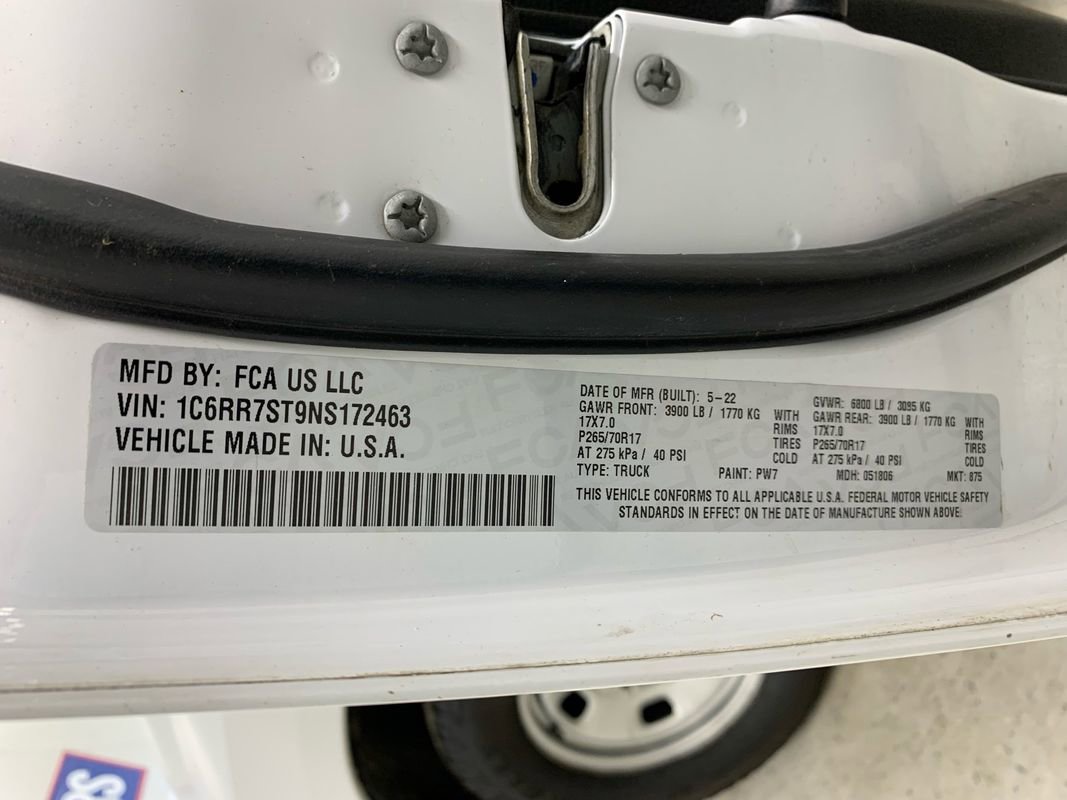 MFD BY: FCA US LLC
VIN: 1C6RR7ST9NS172463
VEHICLE MADE IN: U.S.A.
DATE OF MFR (BUILT): 5-22 GVWR: 6800 LB / 3095 KG
GAWR FRONT: 3900 LB / 1770 KG WITH GAWR REAR: 3900 LB / 1770 KG WITH
17X7.0 RIMS 17X7.0 RIMS
P265/70R17 TIRES P265/70R17 TIRES
AT 275 kPa / 40 PSI COLD AT 275 kPa / 40 PSI COLD
TYPE: TRUCK PAINT: PW7 MDH: 051806 MKT: 875
THIS VEHICLE CONFORMS TO ALL APPLICABLE U.S.A. FEDERAL MOTOR VEHICLE SAFETY
STANDARDS IN EFFECT ON THE DATE OF MANUFACTURE SHOWN ABOVE.